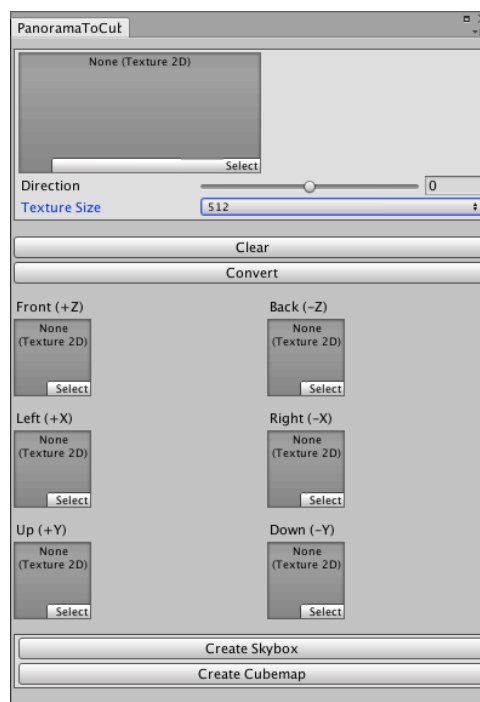 PanoramaToCut
None (Texture 2D)
Select
Direction
0
Texture Size
512
Clear
Convert
Front (+Z)
Back (-Z)
None
(Texture 2D)
Select
None
(Texture 2D)
Select
Left (+X)
Right (-X)
None
(Texture 2D)
Select
None
(Texture 2D)
Select
Up (+Y)
Down (-Y)
None
(Texture 2D)
Select
None
(Texture 2D)
Select
Create Skybox
Create Cubemap